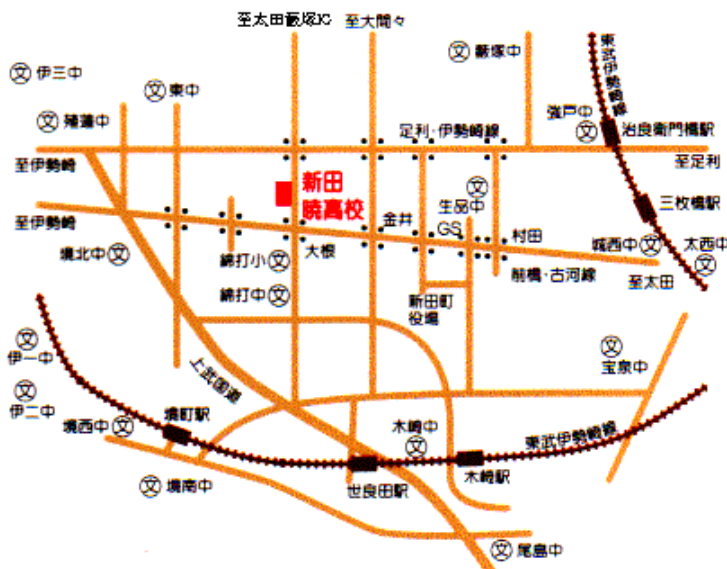 至太田藪塚IC 至大間々
伊三中
東中
藪塚中
東武伊勢崎線
殖蓮中
足利・伊勢崎線
強戸中
治良衛門橋駅
至伊勢崎
至足利
新田
暁高校
至伊勢崎
金井
生品中
三枚橋駅
GS
村田
城西中
太西中
境北中
綿打小
大根
前橋・古河線
至太田
綿打中
新田町
役場
伊一中
上武国道
宝泉中
伊二中
境町駅
境西中
木崎中
東武伊勢崎線
世良田駅
木崎駅
境南中
尾島中